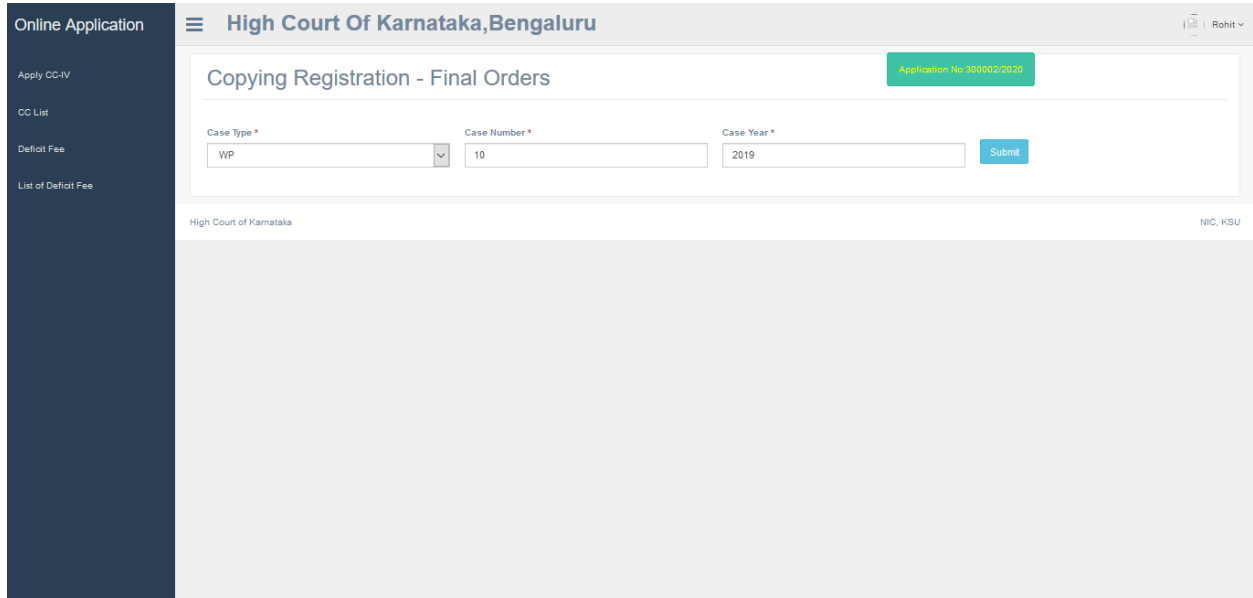 Online Application
High Court Of Karnataka,Bengaluru
Rohit
Apply CC-IV
CC List
Deficit Fee
List of Deficit Fee
Copying Registration - Final Orders
Application No:300002/2020
Case Type *
Case Number *
Case Year *
WP
10
2019
Submit
High Court of Karnataka
NIC, KSU